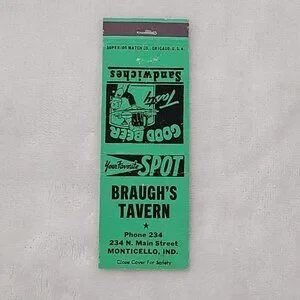 SUPERIOR MATCH CO., CHICAGO, U.S.A.
Sandwiches
Tasty
GOOD BEER
Your Favorite SPOT
BRAUGH'S
TAVERN
Phone 234
234 N. Main Street
MONTICELLO, IND.
Close Cover For Safety